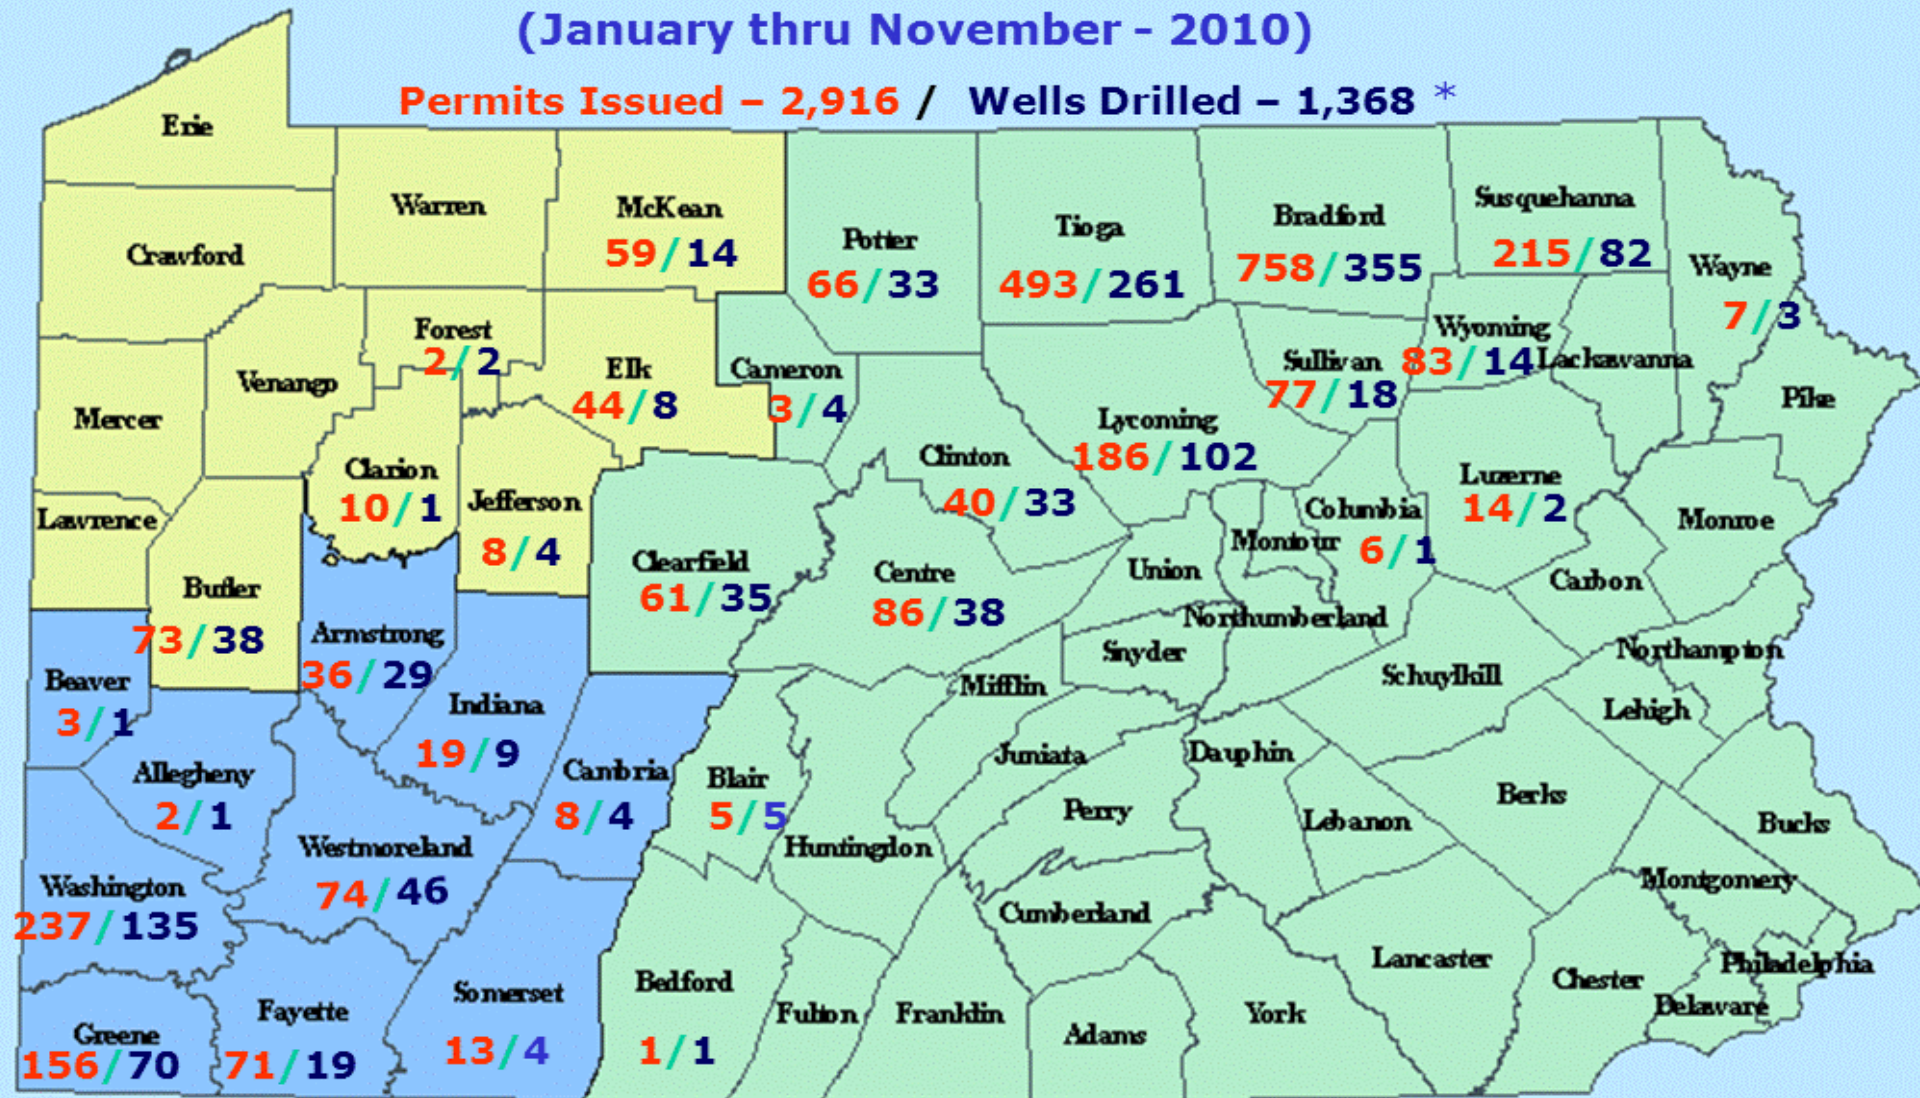 (January thru November - 2010)
Permits Issued – 2,916 / Wells Drilled – 1,368 *
Erie
Warren
McKean
59/14
Potter
66/33
Tioga
493/261
Bradford
758/355
Susquehanna
215/82
Wayne
7/3
Crawford
Forest
2/2
Elk
44/8
Cameron
3/4
Sullivan
77/18
Wyoming
83/14
Lackawanna
Pike
Mercer
Venango
Clarion
10/1
Jefferson
8/4
Clinton
40/33
Lycoming
186/102
Columbia
6/1
Luzerne
14/2
Monroe
Lawrence
Butler
73/38
Armstrong
36/29
Clearfield
61/35
Centre
86/38
Union
Montour
Northumberland
Snyder
Carbon
Northampton
Beaver
3/1
Indiana
19/9
Mifflin
Schuylkill
Lehigh
Allegheny
2/1
Cambria
8/4
Blair
5/5
Juniata
Dauphin
Perry
Lebanon
Berks
Bucks
Westmoreland
74/46
Huntingdon
Montgomery
Washington
237/135
Cumberland
Lancaster
Chester
Philadelphia
Delaware
Greene
156/70
Fayette
71/19
Somerset
13/4
Bedford
1/1
Fulton
Franklin
Adams
York